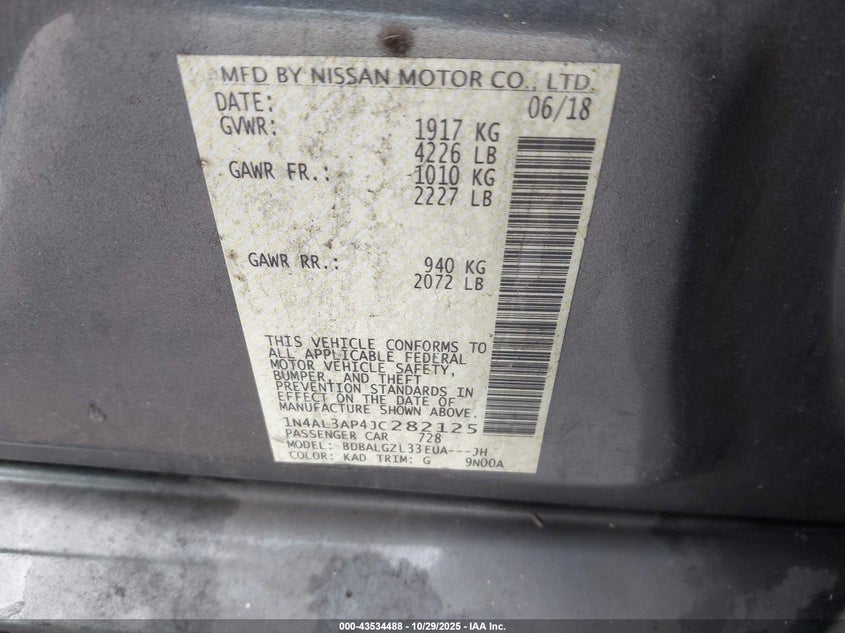 MFD BY NISSAN MOTOR CO., LTD.
DATE: 06/18
GVWR: 1917 KG
4226 LB
GAWR FR.: 1010 KG
2227 LB
GAWR RR.: 940 KG
2072 LB
THIS VEHICLE CONFORMS TO
ALL APPLICABLE FEDERAL
MOTOR VEHICLE SAFETY,
BUMPER, AND THEFT
PREVENTION STANDARDS IN
EFFECT ON THE DATE OF
MANUFACTURE SHOWN ABOVE.
1N4AL3AP4JC282125
PASSENGER CAR 728
MODEL: BDBALGZL33EUA---JH
COLOR: KAD TRIM: G 9N00A
000-43534488 - 10/29/2025 - IAA Inc.